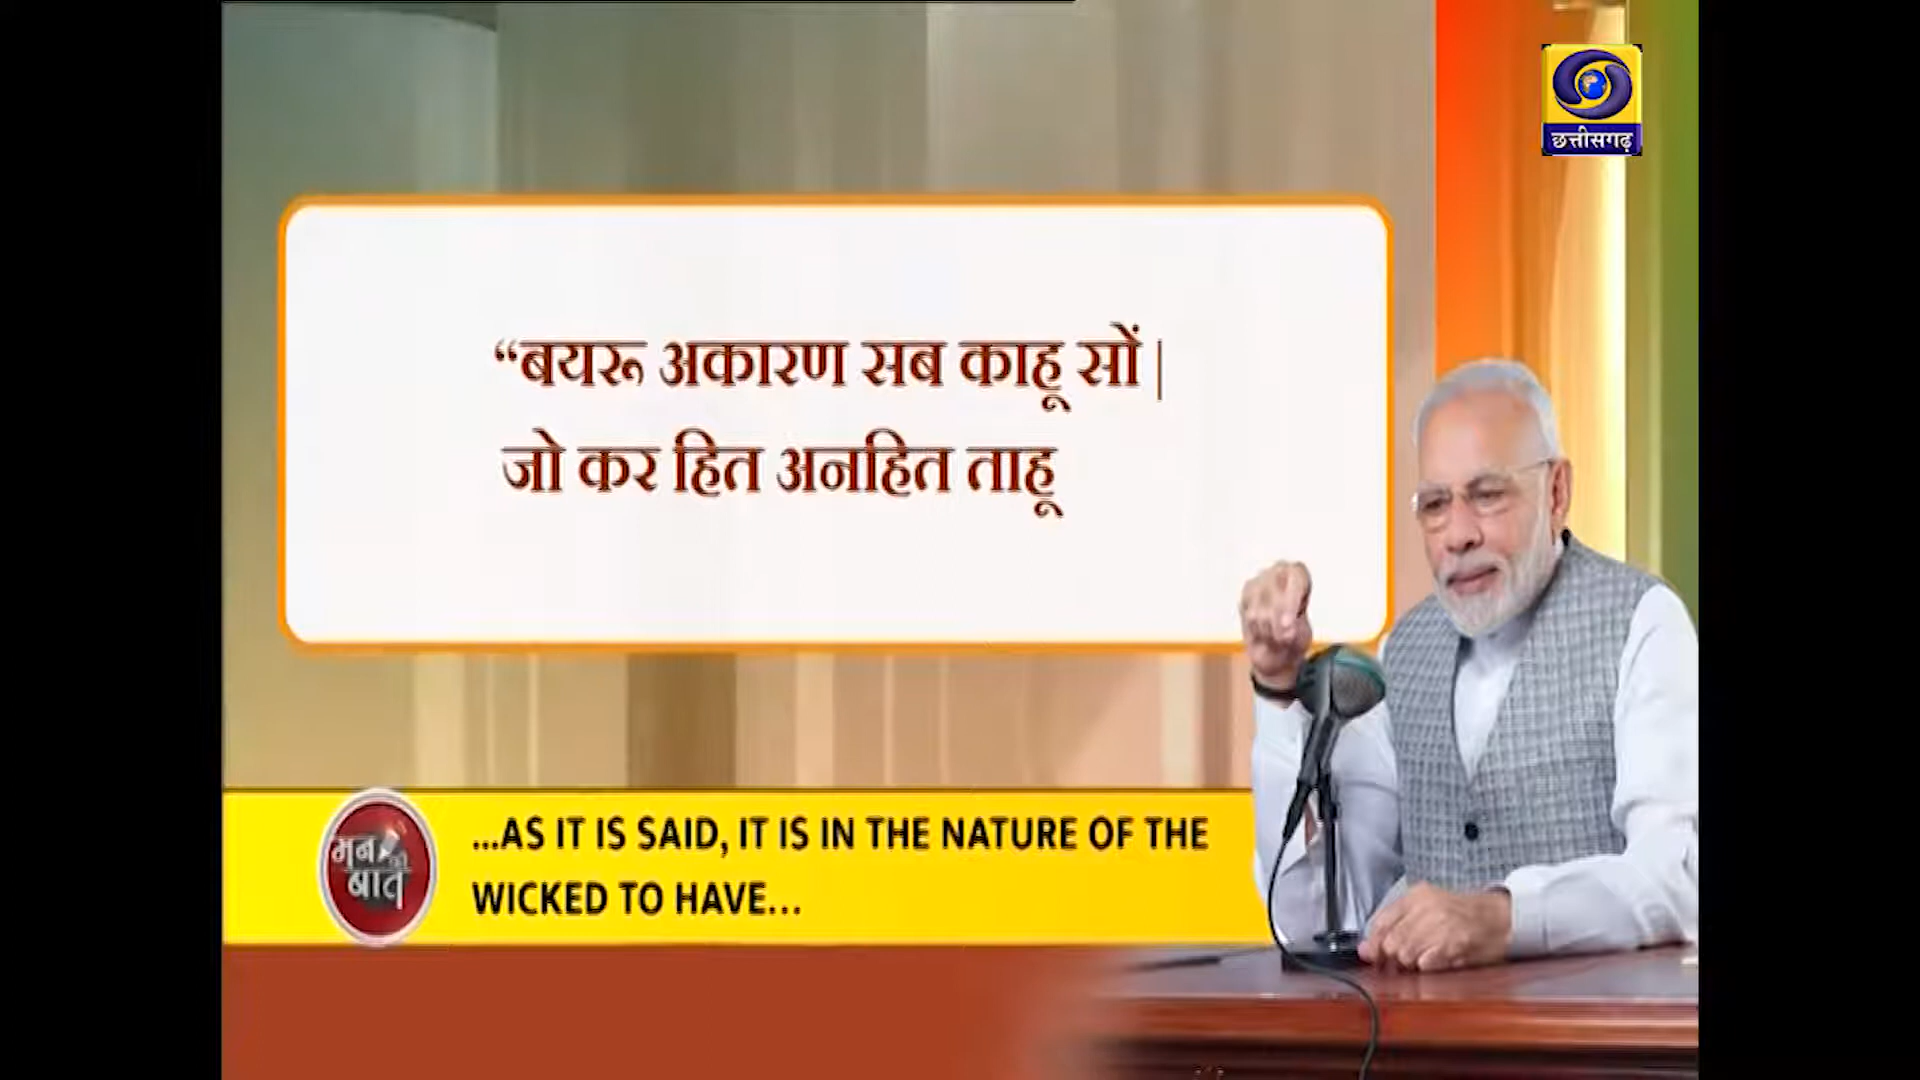 छत्तीसगढ़
“बयरू अकारण सब काहू सों|
जो कर हित अनहित ताहू
मन की
बात
...AS IT IS SAID, IT IS IN THE NATURE OF THE
WICKED TO HAVE...